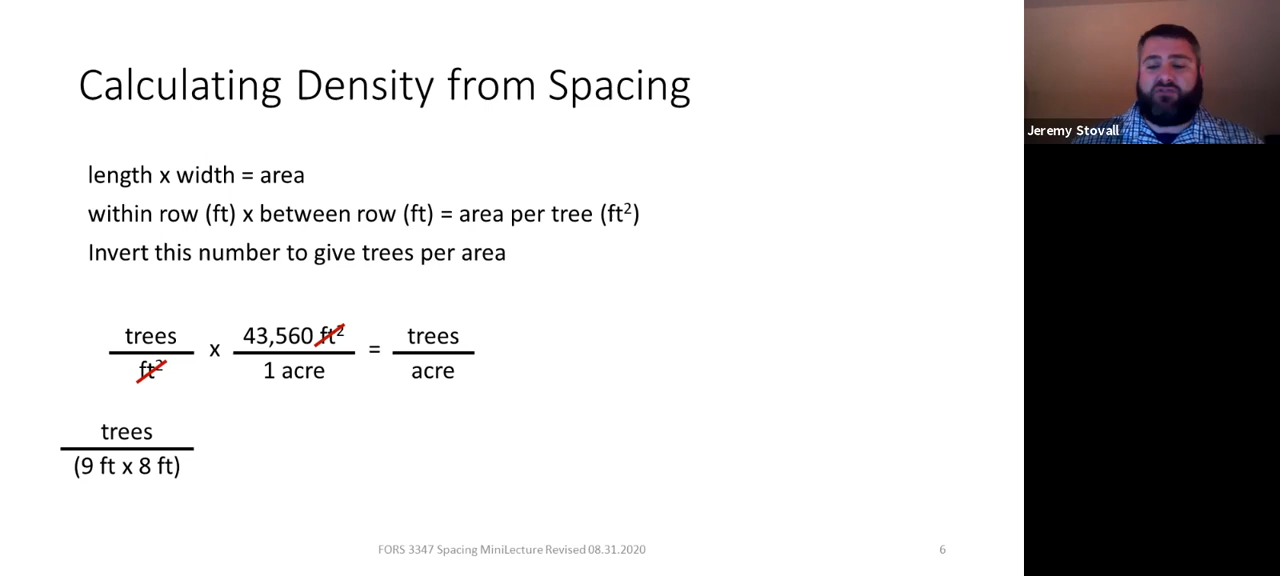 Calculating Density from Spacing
Jeremy Stovall
length x width = area
within row (ft) x between row (ft) = area per tree (ft²)
Invert this number to give trees per area
trees 43,560 ft² trees
x =
ft² 1 acre acre
trees
(9 ft x 8 ft)
FORS 3347 Spacing MiniLecture Revised 08.31.2020 6